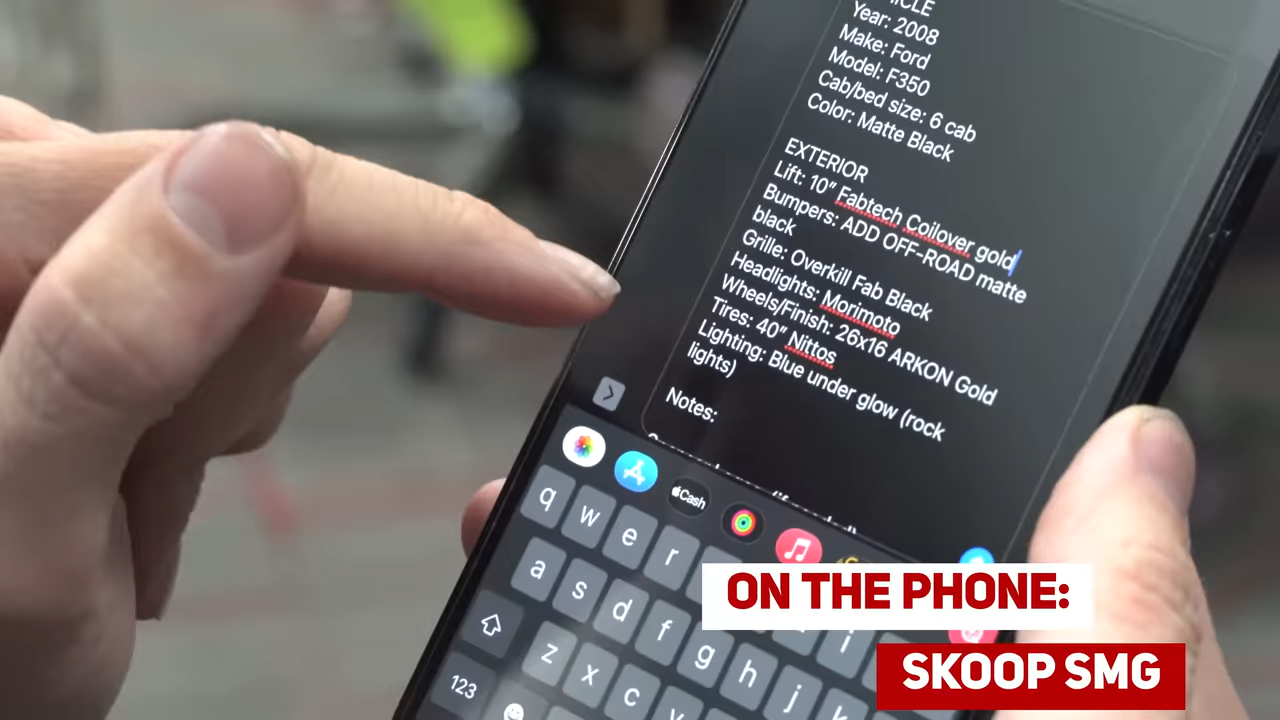 ICLE
Year: 2008
Make: Ford
Model: F350
Cab/bed size: 6 cab
Color: Matte Black
EXTERIOR
Lift: 10" Fabtech Coilover gold
Bumpers: ADD OFF-ROAD matte
black
Grille: Overkill Fab Black
Headlights: Morimoto
Wheels/Finish: 26x16 ARKON Gold
Tires: 40" Nittos
Lighting: Blue under glow (rock
lights)
Notes:
Cash
q w e r
a s d f g h j
z x c v
i
k
123
ON THE PHONE:
SKOOP SMG